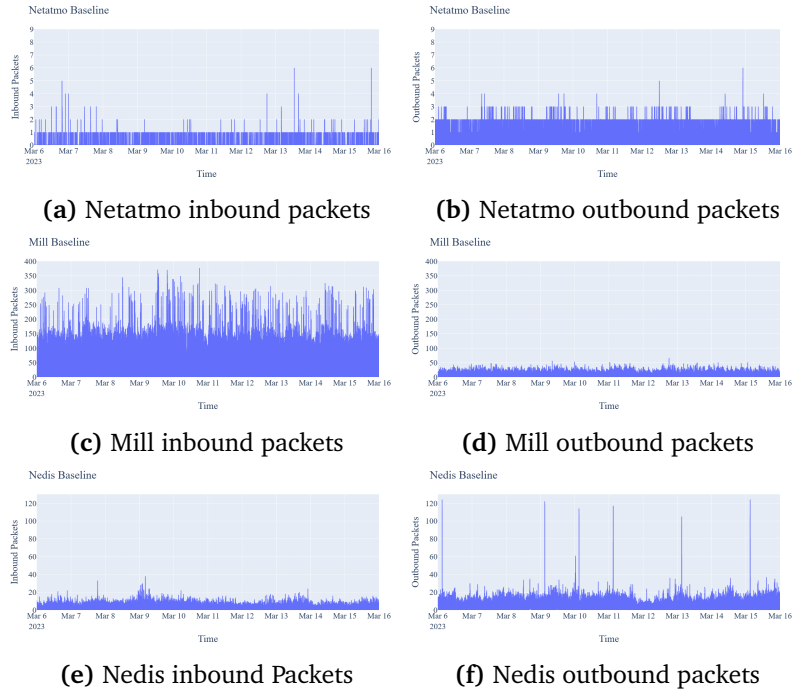 Netatmo Baseline
Inbound Packets
9
8
7
6
5
4
3
2
1
0
Mar 6 Mar 7 Mar 8 Mar 9 Mar 10 Mar 11 Mar 12 Mar 13 Mar 14 Mar 15 Mar 16
2023
Time
(a) Netatmo inbound packets
Netatmo Baseline
Outbound Packets
9
8
7
6
5
4
3
2
1
0
Mar 6 Mar 7 Mar 8 Mar 9 Mar 10 Mar 11 Mar 12 Mar 13 Mar 14 Mar 15 Mar 16
2023
Time
(b) Netatmo outbound packets
Mill Baseline
Inbound Packets
400
350
300
250
200
150
100
50
0
Mar 6 Mar 7 Mar 8 Mar 9 Mar 10 Mar 11 Mar 12 Mar 13 Mar 14 Mar 15 Mar 16
2023
Time
(c) Mill inbound packets
Mill Baseline
Outbound Packets
400
350
300
250
200
150
100
50
0
Mar 6 Mar 7 Mar 8 Mar 9 Mar 10 Mar 11 Mar 12 Mar 13 Mar 14 Mar 15 Mar 16
2023
Time
(d) Mill outbound packets
Nedis Baseline
Inbound Packets
120
100
80
60
40
20
0
Mar 6 Mar 7 Mar 8 Mar 9 Mar 10 Mar 11 Mar 12 Mar 13 Mar 14 Mar 15 Mar 16
2023
Time
(e) Nedis inbound Packets
Nedis Baseline
Outbound Packets
120
100
80
60
40
20
0
Mar 6 Mar 7 Mar 8 Mar 9 Mar 10 Mar 11 Mar 12 Mar 13 Mar 14 Mar 15 Mar 16
2023
Time
(f) Nedis outbound packets